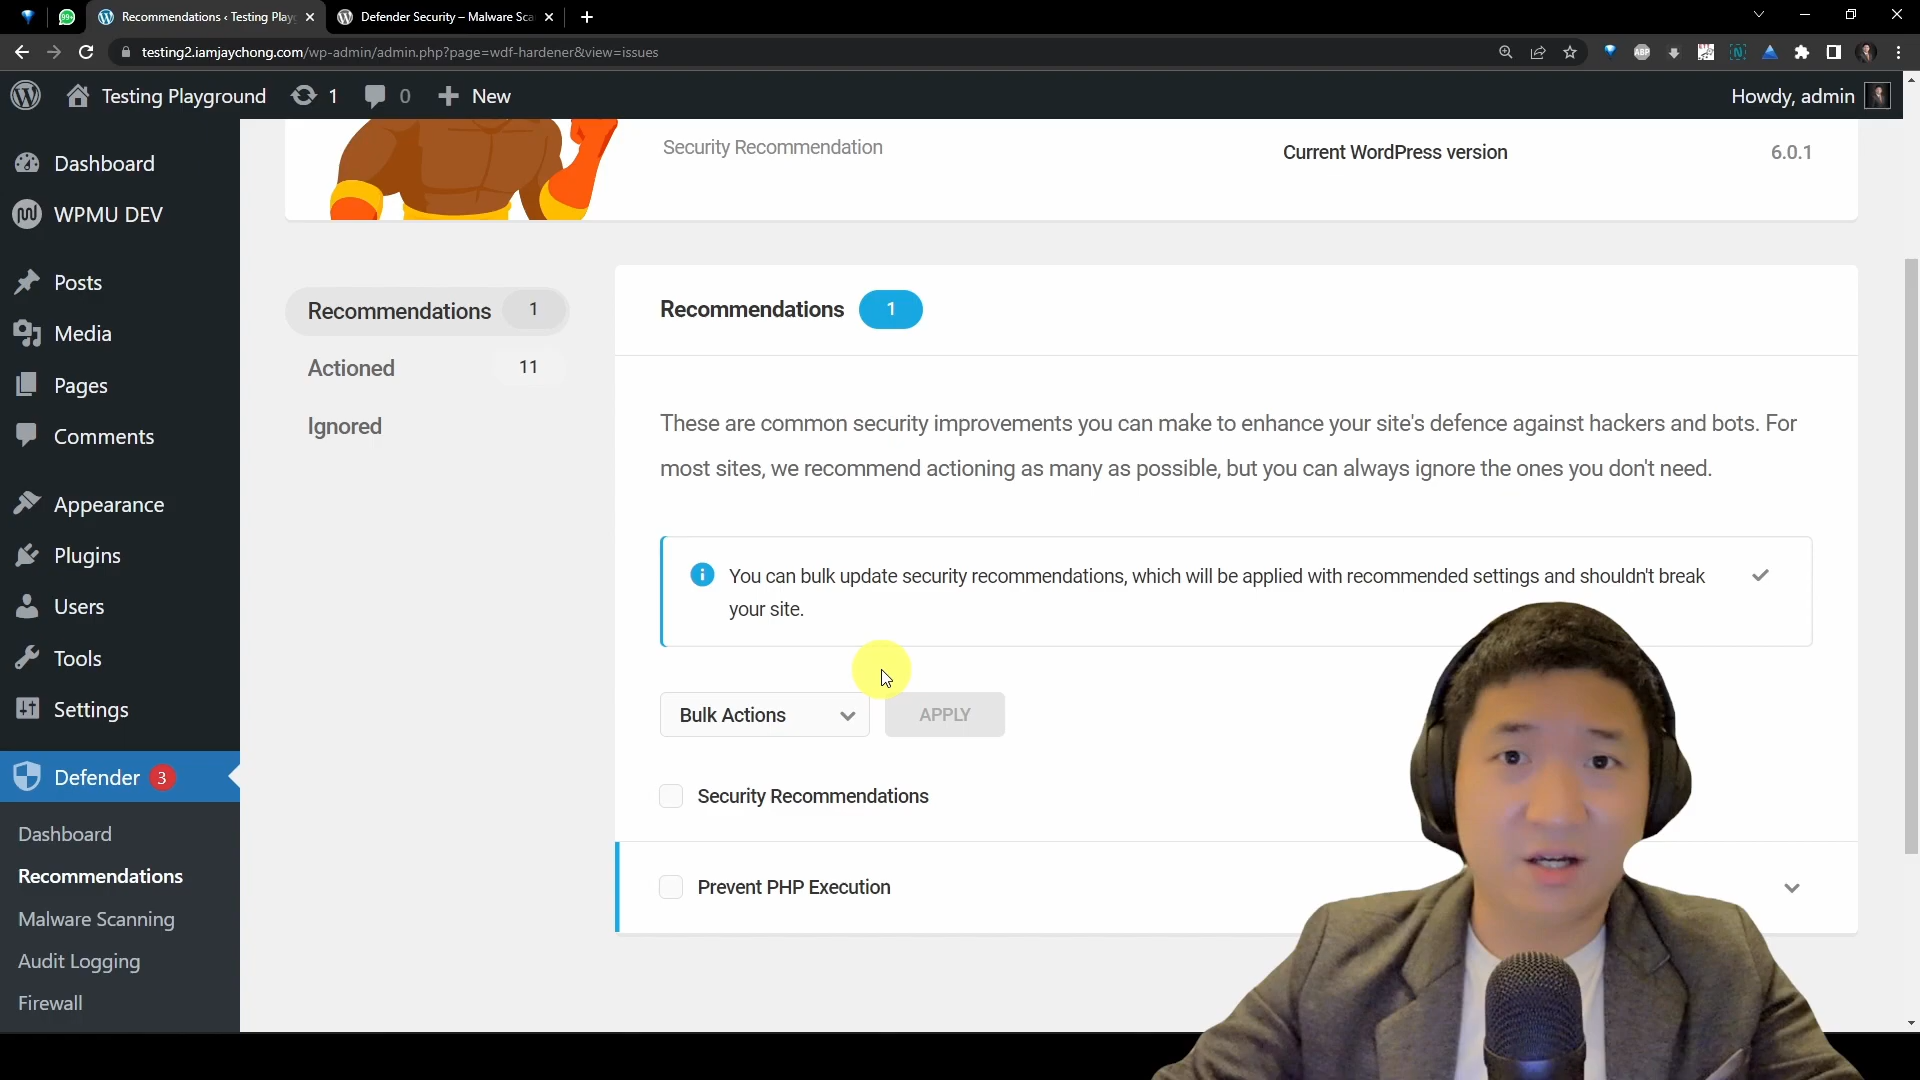 Recommendations ‹ Testing Play
Defender Security – Malware Sca
testing2.iamjaychong.com/wp-admin/admin.php?page=wdf-hardener&view=issues
Testing Playground
1
0
New
Howdy, admin
Dashboard
WPMU DEV
Posts
Media
Pages
Comments
Appearance
Plugins
Users
Tools
Settings
Defender 3
Dashboard
Recommendations
Malware Scanning
Audit Logging
Firewall
Security Recommendation
Current WordPress version 6.0.1
Recommendations 1
Actioned 11
Ignored
Recommendations 1
These are common security improvements you can make to enhance your site's defence against hackers and bots. For
most sites, we recommend actioning as many as possible, but you can always ignore the ones you don't need.
You can bulk update security recommendations, which will be applied with recommended settings and shouldn't break
your site.
Bulk Actions
APPLY
Security Recommendations
Prevent PHP Execution